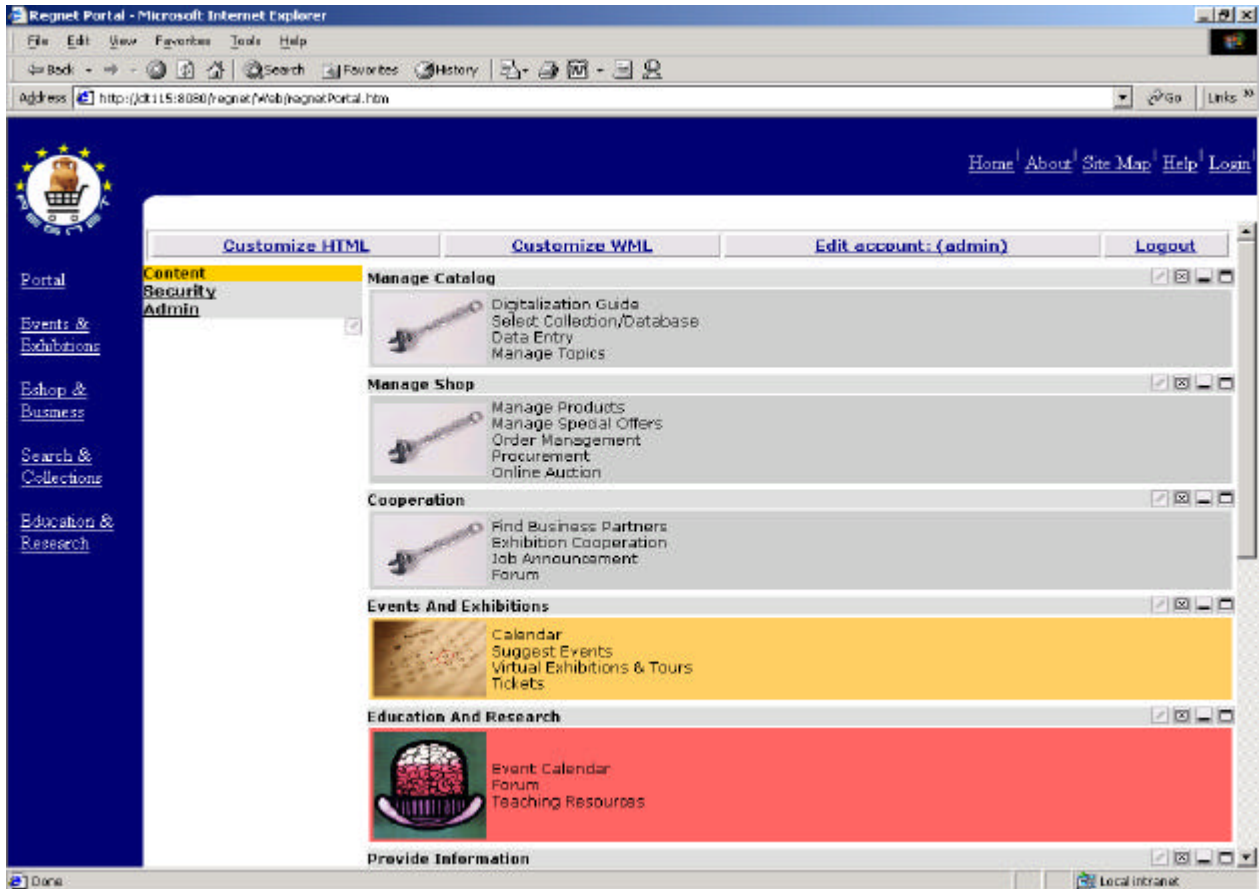 Regnet Portal - Microsoft Internet Explorer
File Edit View Favorites Tools Help
Back Search Favorites History
Address http://jdt115:8080/regnet/Web/regnetPortal.htm Go Links »
Home About Site Map Help Login
REGNET
Customize HTML Customize WML Edit account: (admin) Logout
Portal
Events &
Exhibitions
Eshop &
Business
Search &
Collections
Education &
Research
Content
Security
Admin
Manage Catalog
Digitalization Guide
Select Collection/Database
Data Entry
Manage Topics
Manage Shop
Manage Products
Manage Special Offers
Order Management
Procurement
Online Auction
Cooperation
Find Business Partners
Exhibition Cooperation
Job Announcement
Forum
Events And Exhibitions
Calendar
Suggest Events
Virtual Exhibitions & Tours
Tickets
Education And Research
Event Calendar
Forum
Teaching Resources
Provide Information
Done Local intranet